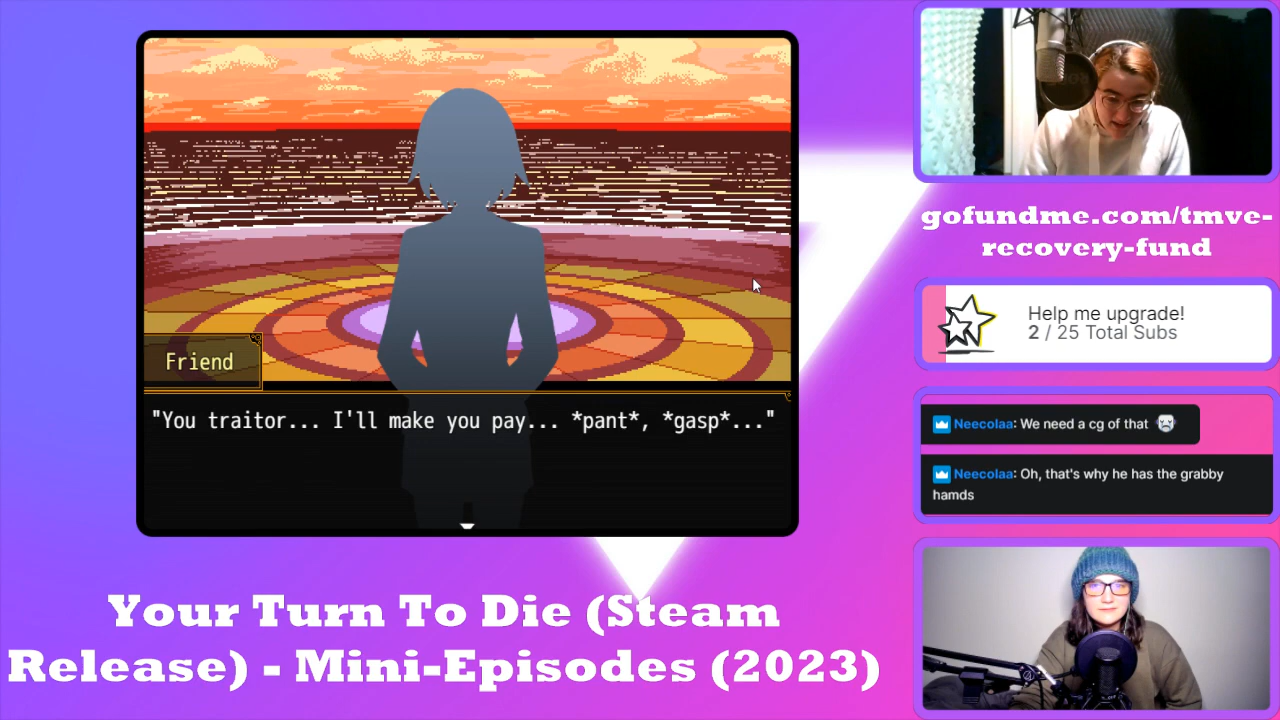 Friend
"You traitor... I'll make you pay... *pant*, *gasp*..."
Your Turn To Die (Steam
Release) - Mini-Episodes (2023)
gofundme.com/tmve-
recovery-fund
Help me upgrade!
2 / 25 Total Subs
Neecolaa: We need a cg of that
Neecolaa: Oh, that's why he has the grabby
hamds